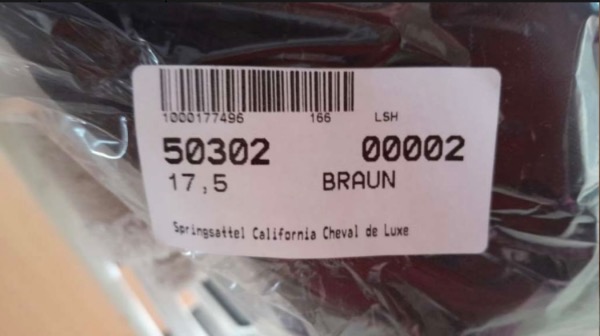 1000177496 166 LSH
50302 00002
17,5 BRAUN
Springsattel California Cheval de Luxe